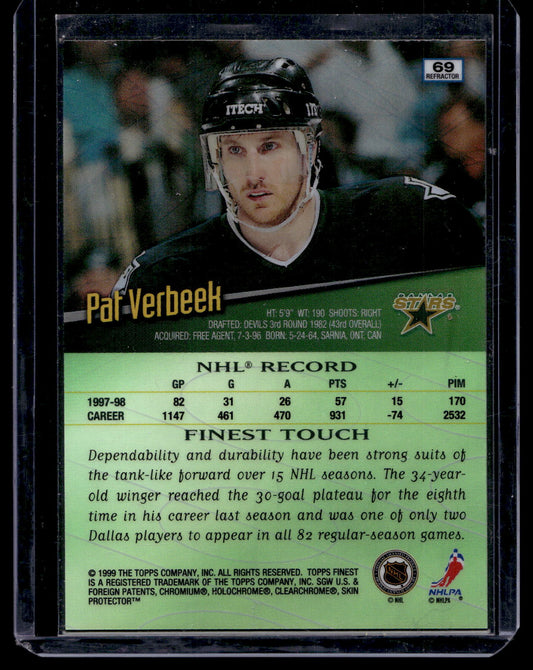 69
REFRACTOR
ITECH
Pat Verbeek
DALLAS
STARS
HT: 5'9" WT: 190 SHOOTS: RIGHT
DRAFTED: DEVILS 3rd ROUND 1982 (43rd OVERALL)
ACQUIRED: FREE AGENT, 7-3-96 BORN: 5-24-64, SARNIA, ONT, CAN
NHL® RECORD
GP G A PTS +/- PIM
1997-98 82 31 26 57 15 170
CAREER 1147 461 470 931 -74 2532
FINEST TOUCH
Dependability and durability have been strong suits of
the tank-like forward over 15 NHL seasons. The 34-year-
old winger reached the 30-goal plateau for the eighth
time in his career last season and was one of only two
Dallas players to appear in all 82 regular-season games.
© 1999 THE TOPPS COMPANY, INC. ALL RIGHTS RESERVED. TOPPS FINEST
IS A REGISTERED TRADEMARK OF THE TOPPS COMPANY, INC. SGW U.S. &
FOREIGN PATENTS, CHROMIUM®, HOLOCHROME®, CLEARCHROME®, SKIN
PROTECTOR™
NHL
© NHL
NHLPA
© NHLPA